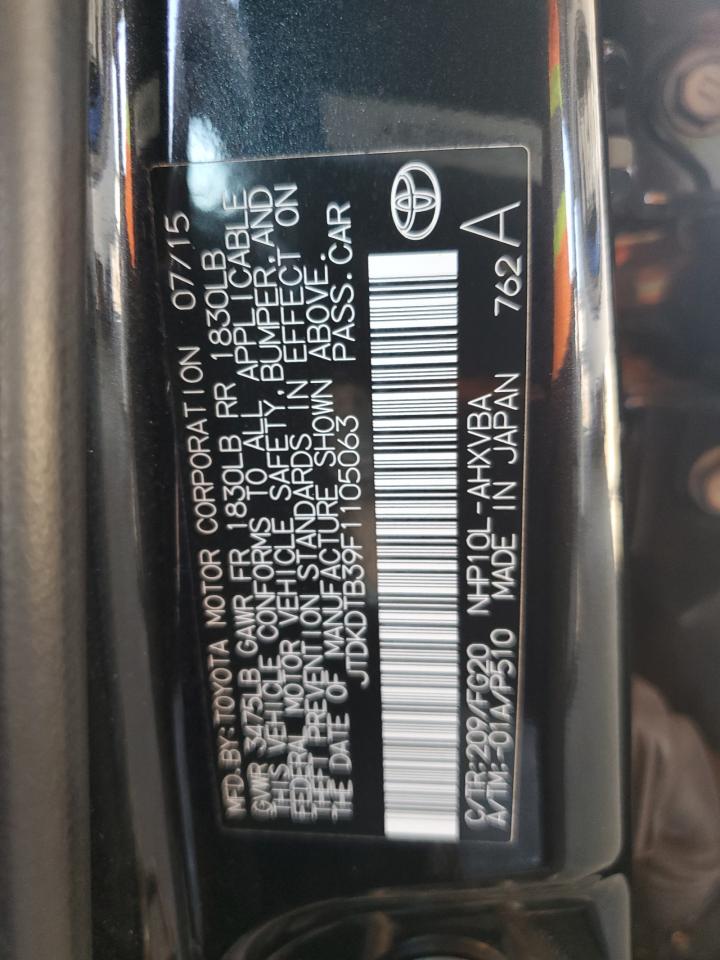 MFD.BY:TOYOTA MOTOR CORPORATION 07/15
GVWR 3475LB GAWR FR 1830LB RR 1830LB
THIS VEHICLE CONFORMS TO ALL APPLICABLE
FEDERAL MOTOR VEHICLE SAFETY,BUMPER,AND
THEFT PREVENTION STANDARDS IN EFFECT ON
THE DATE OF MANUFACTURE SHOWN ABOVE.
JTDKDTB39F1105063 PASS.CAR
C/TR:209/FG20 NHP10L-AHXVBA
A/TM:-01A/P510 MADE IN JAPAN 762 A